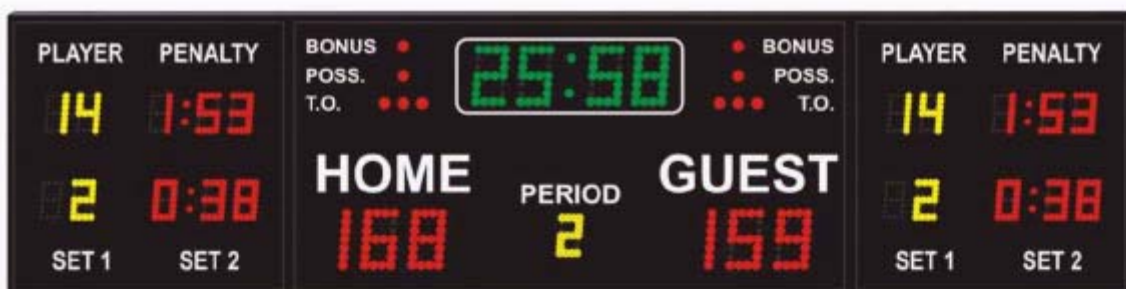 PLAYER PENALTY
14 1:53
2 0:38
SET 1 SET 2
BONUS
POSS.
T.O.
25:58
BONUS
POSS.
T.O.
HOME
168
PERIOD
2
GUEST
159
PLAYER PENALTY
14 1:53
2 0:38
SET 1 SET 2